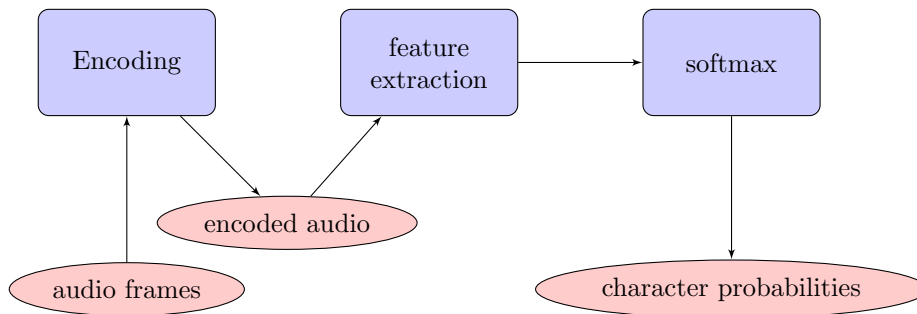 Encoding
feature
extraction
softmax
encoded audio
audio frames
character probabilities